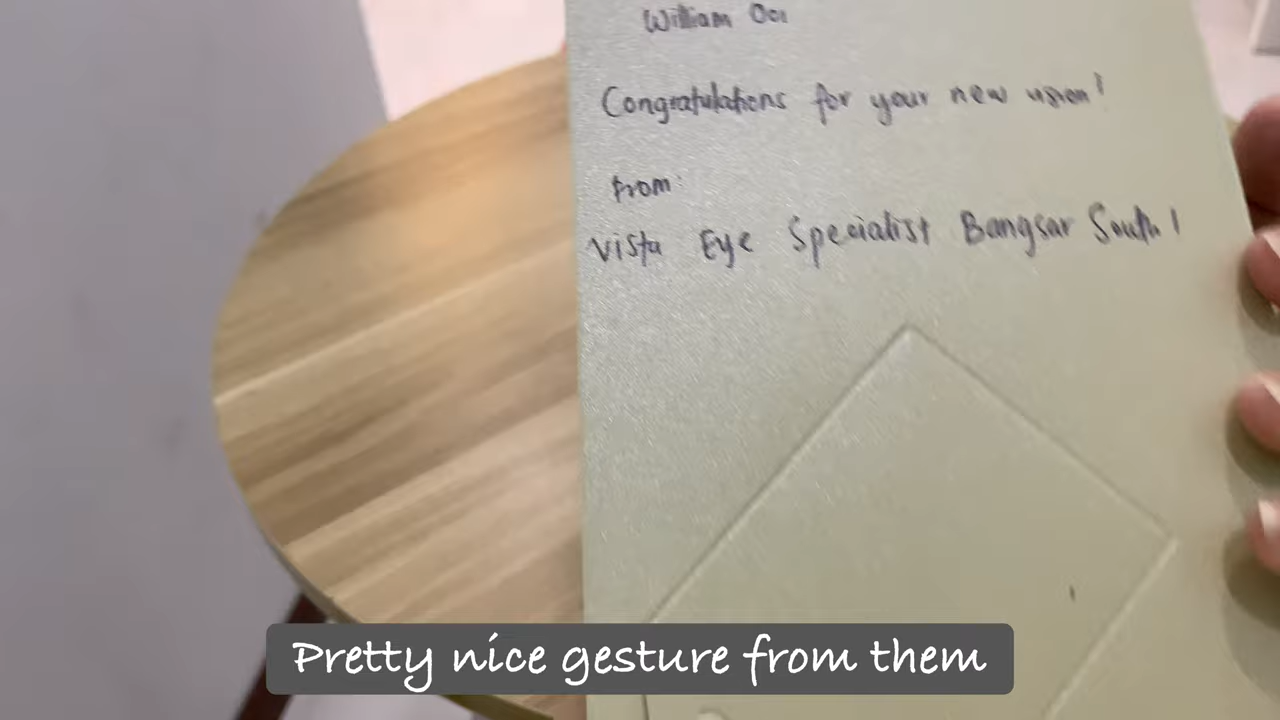 William Ooi
Congratulations for your new vision!
From:
Vista Eye Specialist Bangsar South!
Pretty nice gesture from them